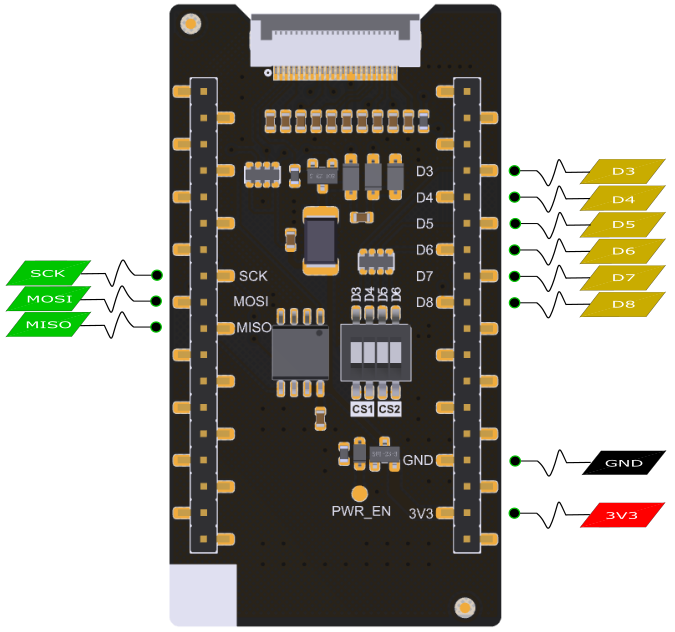 D3
D4
D5
D6
D7
D8
SCK
MOSI
MISO
SCK
MOSI
MISO
D3 D4 D5 D6
CS1 CS2
GND
PWR_EN
3V3
D3
D4
D5
D6
D7
D8
GND
3V3